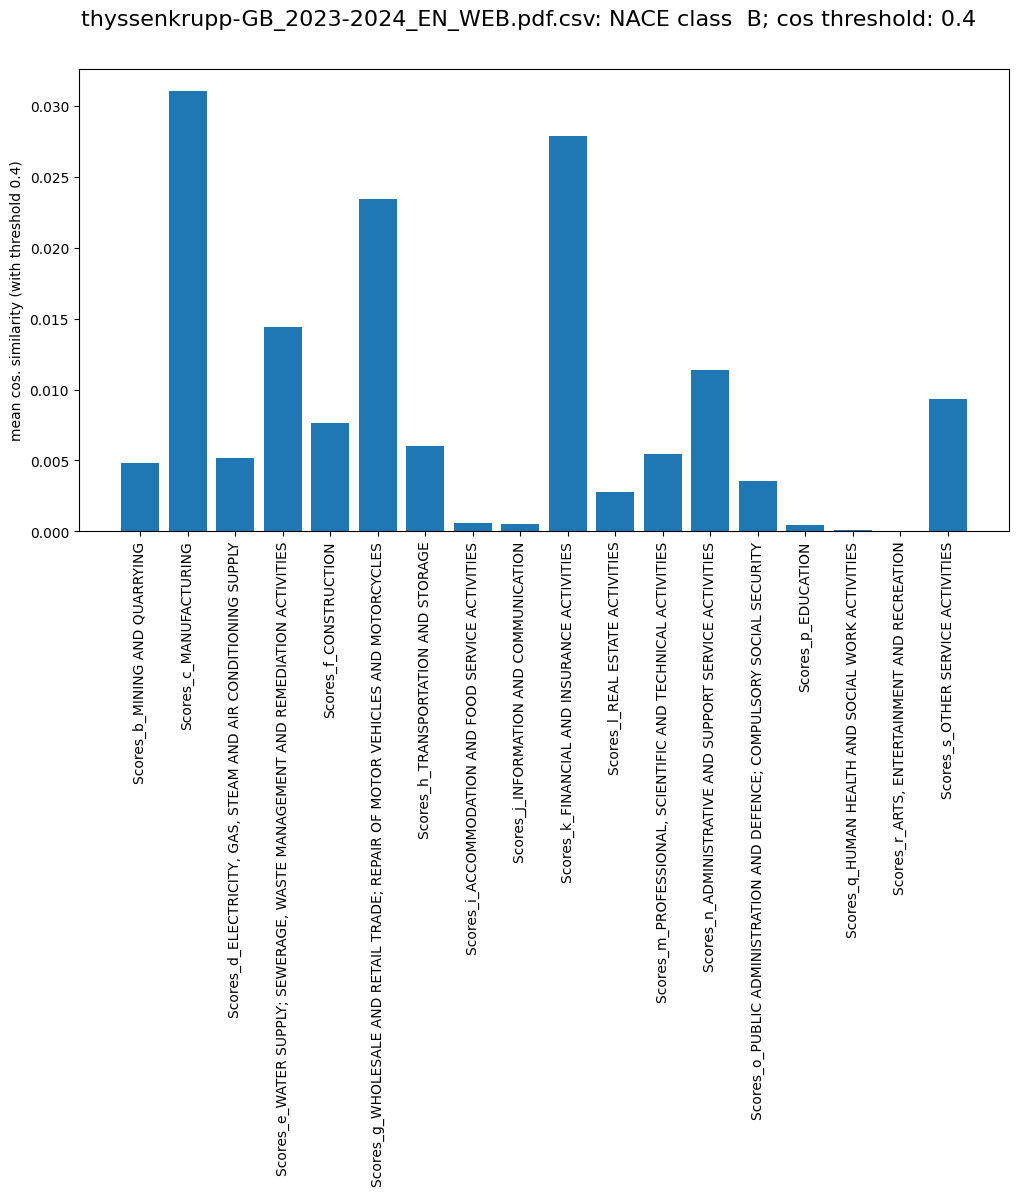 thyssenkrupp-GB_2023-2024_EN_WEB.pdf.csv: NACE class  B; cos threshold: 0.4
mean cos. similarity (with threshold 0.4)
0.030
0.025
0.020
0.015
0.010
0.005
0.000
Scores_b_MINING AND QUARRYING
Scores_c_MANUFACTURING
Scores_d_ELECTRICITY, GAS, STEAM AND AIR CONDITIONING SUPPLY
Scores_e_WATER SUPPLY; SEWERAGE, WASTE MANAGEMENT AND REMEDIATION ACTIVITIES
Scores_f_CONSTRUCTION
Scores_g_WHOLESALE AND RETAIL TRADE; REPAIR OF MOTOR VEHICLES AND MOTORCYCLES
Scores_h_TRANSPORTATION AND STORAGE
Scores_i_ACCOMMODATION AND FOOD SERVICE ACTIVITIES
Scores_j_INFORMATION AND COMMUNICATION
Scores_k_FINANCIAL AND INSURANCE ACTIVITIES
Scores_l_REAL ESTATE ACTIVITIES
Scores_m_PROFESSIONAL, SCIENTIFIC AND TECHNICAL ACTIVITIES
Scores_n_ADMINISTRATIVE AND SUPPORT SERVICE ACTIVITIES
Scores_o_PUBLIC ADMINISTRATION AND DEFENCE; COMPULSORY SOCIAL SECURITY
Scores_p_EDUCATION
Scores_q_HUMAN HEALTH AND SOCIAL WORK ACTIVITIES
Scores_r_ARTS, ENTERTAINMENT AND RECREATION
Scores_s_OTHER SERVICE ACTIVITIES